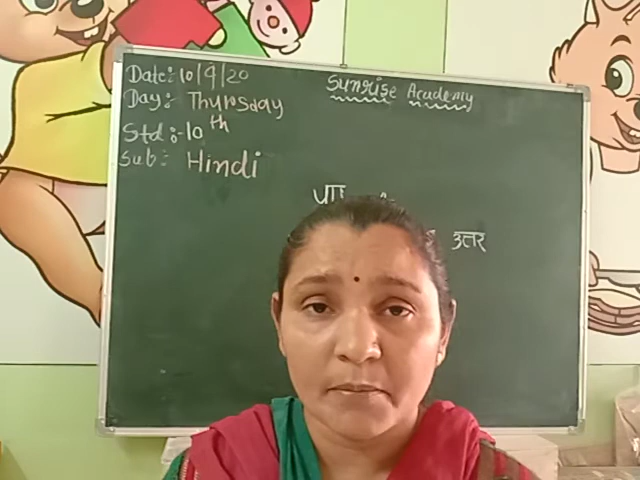 Date:- 10/9/20
Sunrise Academy
Day:- Thursday
Std:- 10th
Sub:- Hindi
उत्तर